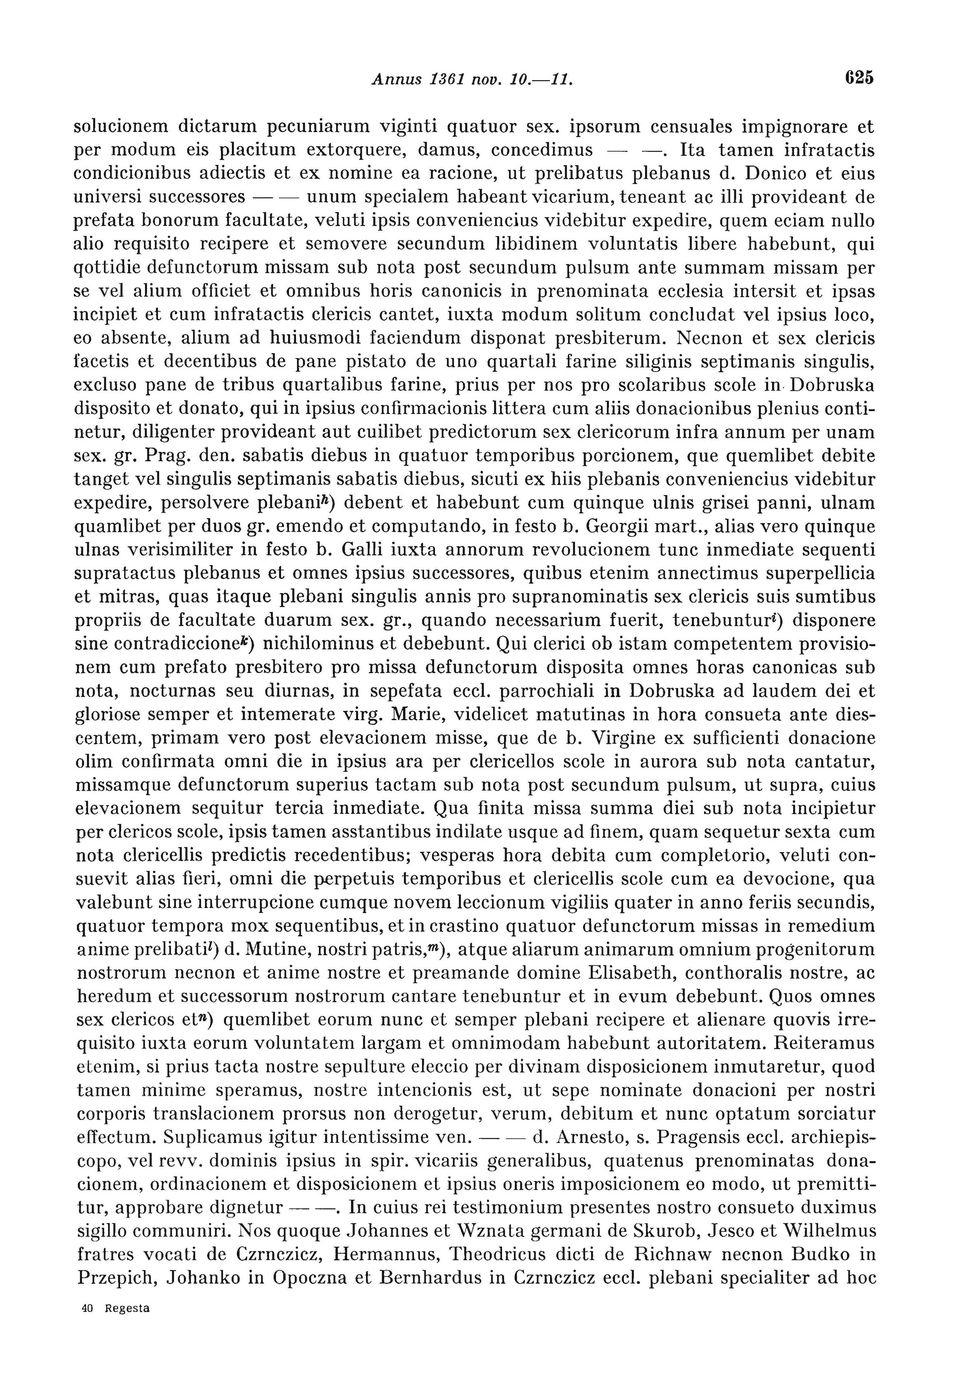 Annus 1361 nov. 10.—11. 625
solucionem dictarum pecuniarum viginti quatuor sex. ipsorum censuales impignorare et
per modum eis placitum extorquere, damus, concedimus — —. Ita tamen infratactis
condicionibus adiectis et ex nomine ea racione, ut prelibatus plebanus d. Donico et eius
universi successores — — unum specialem habeant vicarium, teneant ac illi provideant de
prefata bonorum facultate, veluti ipsis conveniencius videbitur expedire, quem eciam nullo
alio requisito recipere et semovere secundum libidinem voluntatis libere habebunt, qui
qottidie defunctorum missam sub nota post secundum pulsum ante summam missam per
se vel alium officiet et omnibus horis canonicis in prenominata ecclesia intersit et ipsas
incipiet et cum infratactis clericis cantet, iuxta modum solitum concludat vel ipsius loco,
eo absente, alium ad huiusmodi faciendum disponat presbiterum. Necnon et sex clericis
facetis et decentibus de pane pistato de uno quartali farine siliginis septimanis singulis,
excluso pane de tribus quartalibus farine, prius per nos pro scolaribus scole in Dobruska
disposito et donato, qui in ipsius confirmacionis littera cum aliis donacionibus plenius conti-
netur, diligenter provideant aut cuilibet predictorum sex clericorum infra annum per unam
sex. gr. Prag. den. sabatis diebus in quatuor temporibus porcionem, que quemlibet debite
tanget vel singulis septimanis sabatis diebus, sicuti ex hiis plebanis conveniencius videbitur
expedire, persolvere plebani<sup>h</sup>) debent et habebunt cum quinque ulnis grisei panni, ulnam
quamlibet per duos gr. emendo et computando, in festo b. Georgii mart., alias vero quinque
ulnas verisimiliter in festo b. Galli iuxta annorum revolucionem tunc inmediate sequenti
supratactus plebanus et omnes ipsius successores, quibus etenim annectimus superpellicia
et mitras, quas itaque plebani singulis annis pro supranominatis sex clericis suis sumtibus
propriis de facultate duarum sex. gr., quando necessarium fuerit, tenebuntur<sup>i</sup>) disponere
sine contradiccione<sup>k</sup>) nichilominus et debebunt. Qui clerici ob istam competentem provisio-
nem cum prefato presbitero pro missa defunctorum disposita omnes horas canonicas sub
nota, nocturnas seu diurnas, in sepefata eccl. parrochiali in Dobruska ad laudem dei et
gloriose semper et intemerate virg. Marie, videlicet matutinas in hora consueta ante dies-
centem, primam vero post elevacionem misse, que de b. Virgine ex sufficienti donacione
olim confirmata omni die in ipsius ara per clericellos scole in aurora sub nota cantatur,
missamque defunctorum superius tactam sub nota post secundum pulsum, ut supra, cuius
elevacionem sequitur tercia inmediate. Qua finita missa summa diei sub nota incipietur
per clericos scole, ipsis tamen asstantibus indilate usque ad finem, quam sequetur sexta cum
nota clericellis predictis recedentibus; vesperas hora debita cum completorio, veluti con-
suevit alias fieri, omni die perpetuis temporibus et clericellis scole cum ea devocione, qua
valebunt sine interrupcione cumque novem leccionum vigiliis quater in anno feriis secundis,
quatuor tempora mox sequentibus, et in crastino quatuor defunctorum missas in remedium
anime prelibati<sup>l</sup>) d. Mutine, nostri patris,<sup>m</sup>), atque aliarum animarum omnium progenitorum
nostrorum necnon et anime nostre et preamande domine Elisabeth, conthoralis nostre, ac
heredum et successorum nostrorum cantare tenebuntur et in evum debebunt. Quos omnes
sex clericos et<sup>n</sup>) quemlibet eorum nunc et semper plebani recipere et alienare quovis irre-
quisito iuxta eorum voluntatem largam et omnimodam habebunt autoritatem. Reiteramus
etenim, si prius tacta nostre sepulture eleccio per divinam disposicionem inmutaretur, quod
tamen minime speramus, nostre intencionis est, ut sepe nominate donacioni per nostri
corporis translacionem prorsus non derogetur, verum, debitum et nunc optatum sorciatur
effectum. Suplicamus igitur intentissime ven. — — d. Arnesto, s. Pragensis eccl. archiepis-
copo, vel revv. dominis ipsius in spir. vicariis generalibus, quatenus prenominatas dona-
cionem, ordinacionem et disposicionem et ipsius oneris imposicionem eo modo, ut premitti-
tur, approbare dignetur — —. In cuius rei testimonium presentes nostro consueto duximus
sigillo communiri. Nos quoque Johannes et Wznata germani de Skurob, Jesco et Wilhelmus
fratres vocati de Czrnczicz, Hermannus, Theodricus dicti de Richnaw necnon Budko in
Przepich, Johanko in Opoczna et Bernhardus in Czrnczicz eccl. plebani specialiter ad hoc
40 Regesta